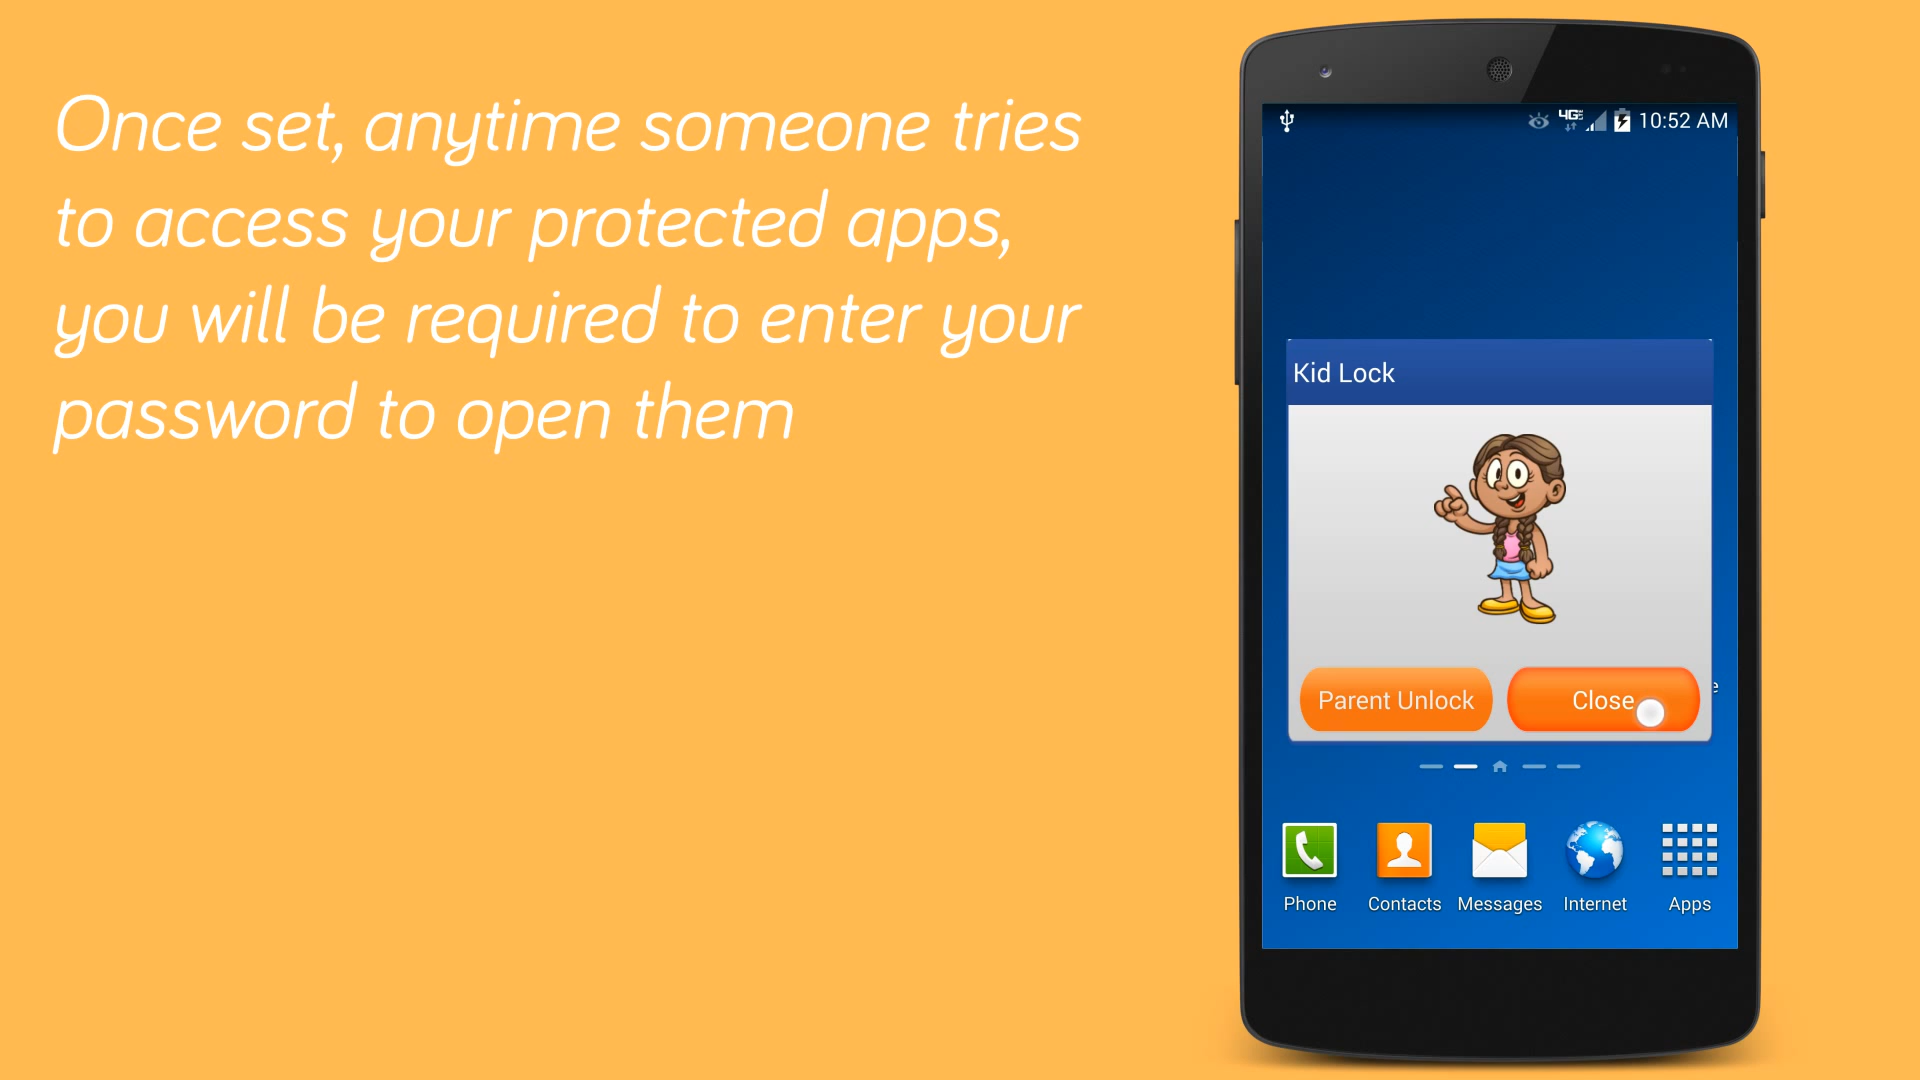 Once set, anytime someone tries
to access your protected apps,
you will be required to enter your
password to open them
4G
10:52 AM
Kid Lock
Parent Unlock
Close
e
Phone
Contacts
Messages
Internet
Apps